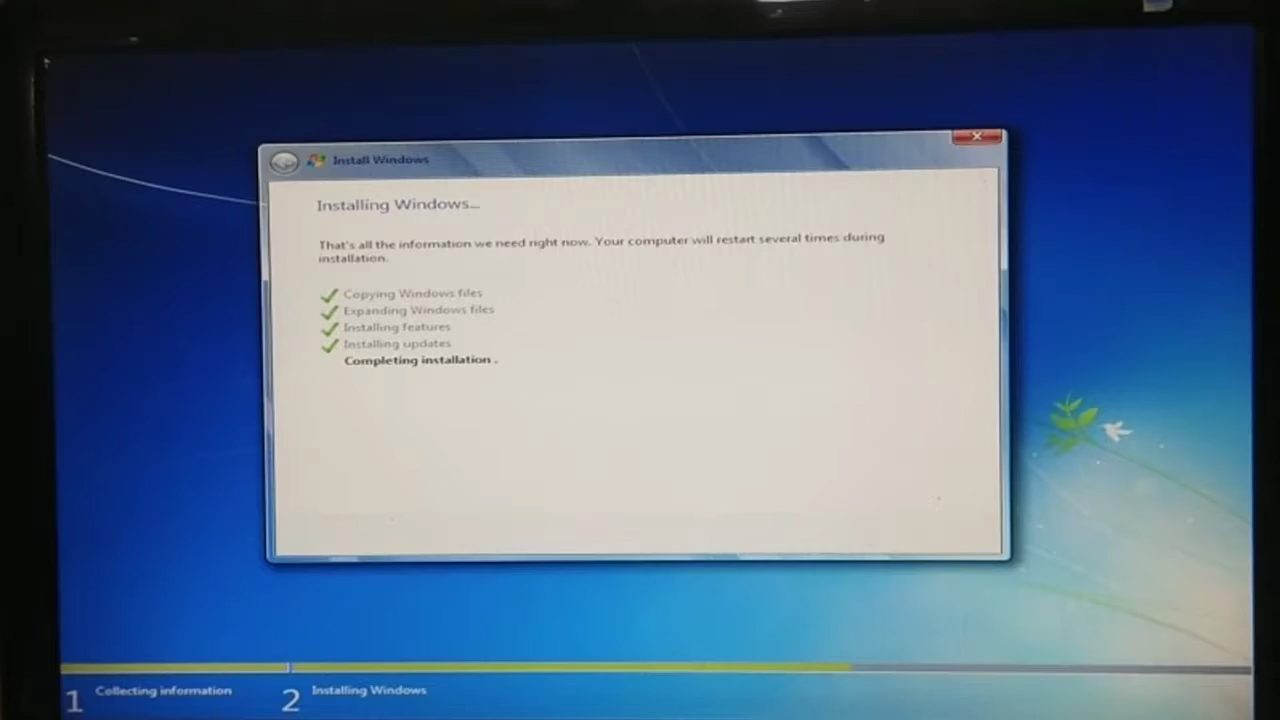 Install Windows
Installing Windows...
That's all the information we need right now. Your computer will restart several times during
installation.
Copying Windows files
Expanding Windows files
Installing features
Installing updates
Completing installation .
1 Collecting information
2 Installing Windows